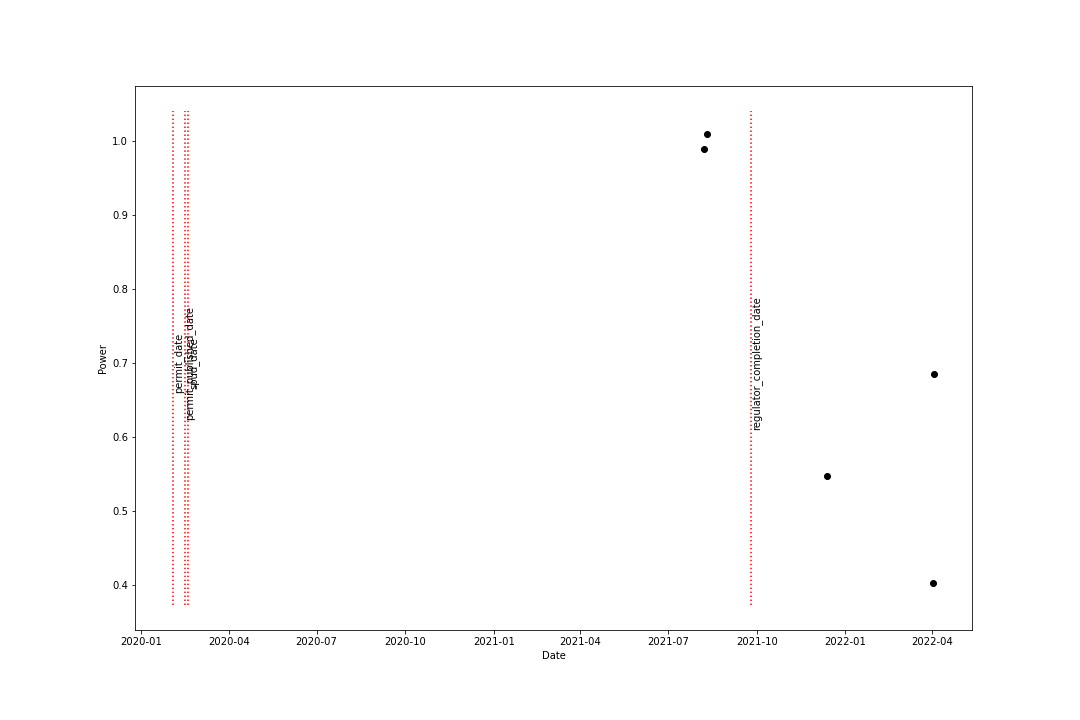 1.0
0.9
0.8
0.7
0.6
0.5
0.4
Power
permit_date
permit_published_date
spud_date
regulator_completion_date
2020-01 2020-04 2020-07 2020-10 2021-01 2021-04 2021-07 2021-10 2022-01 2022-04
Date